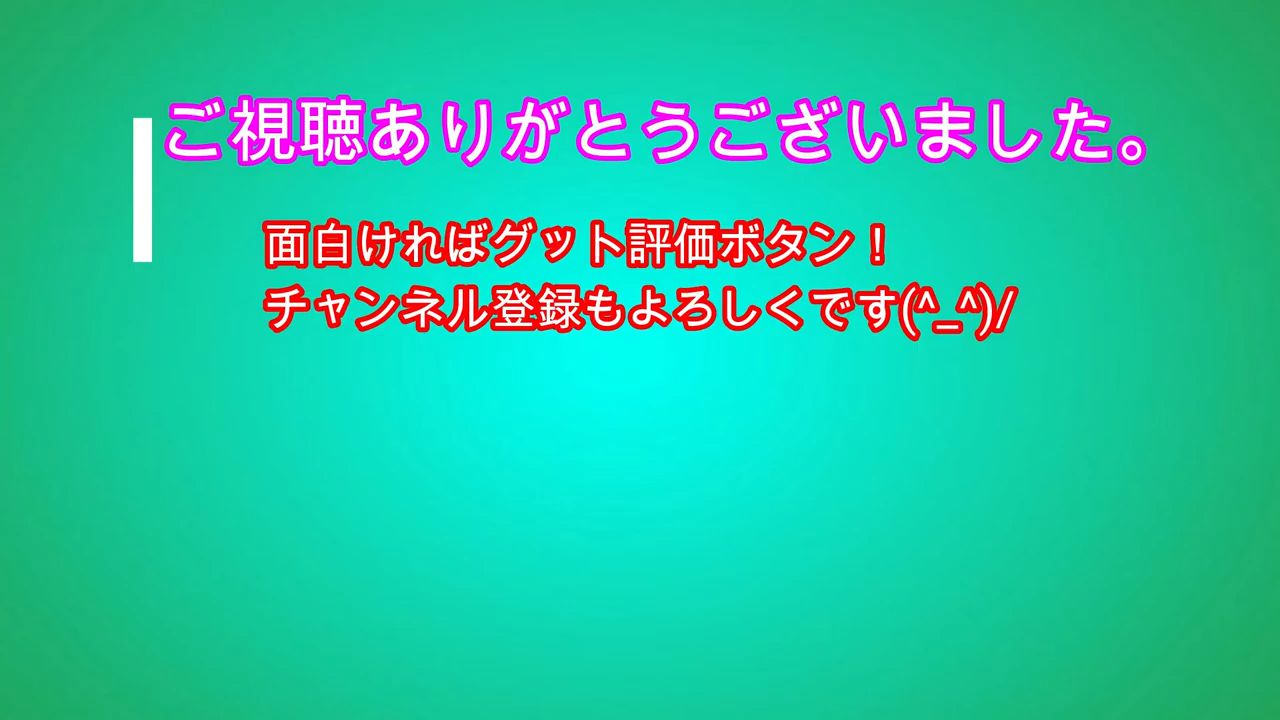 ご視聴ありがとうございました。
面白ければグット評価ボタン！
チャンネル登録もよろしくです(^_^)/